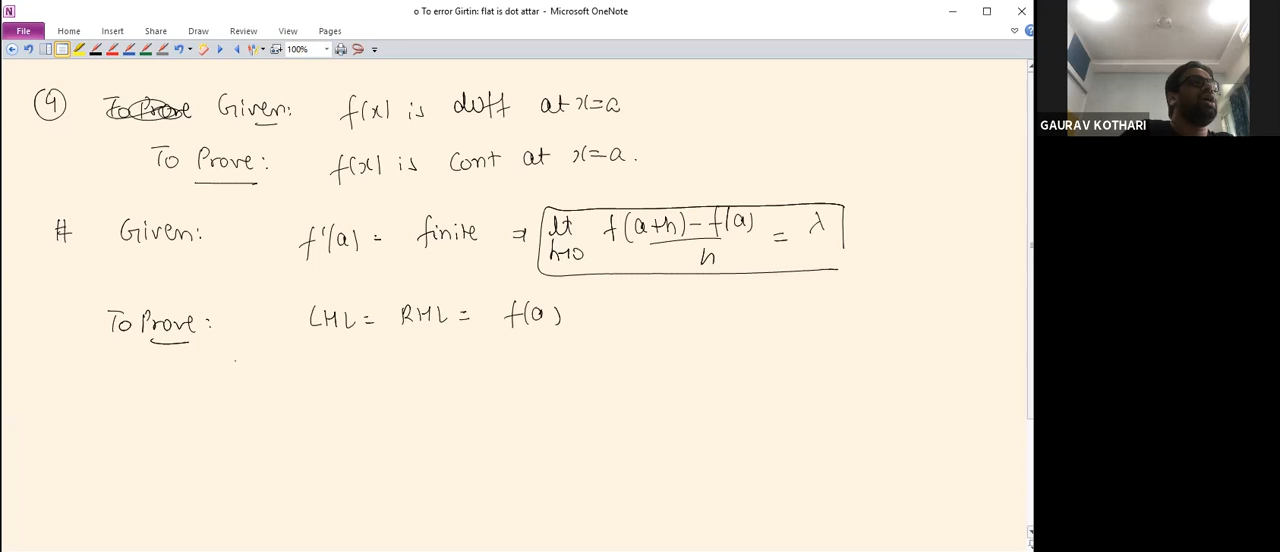 o To error Girtin: flat is dot attar - Microsoft OneNote
File Home Insert Share Draw Review View Pages
100%
GAURAV KOTHARI
(4) To Prove Given: f(x) is diff at x=a
To Prove: f(x) is cont at x=a.
# Given: f'(a) = finite ⇒ lt h→0 f(a+h)-f(a)/h = λ
To Prove: LHL = RHL = f(a)